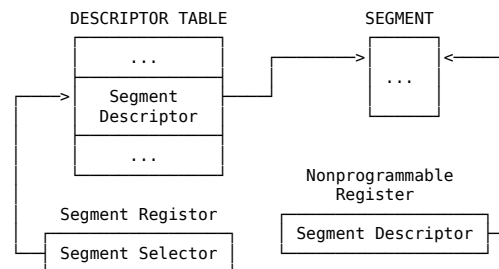 DESCRIPTOR TABLE
SEGMENT
...
Segment
Descriptor
...
...
Nonprogrammable
Register
Segment Registor
Segment Selector
Segment Descriptor